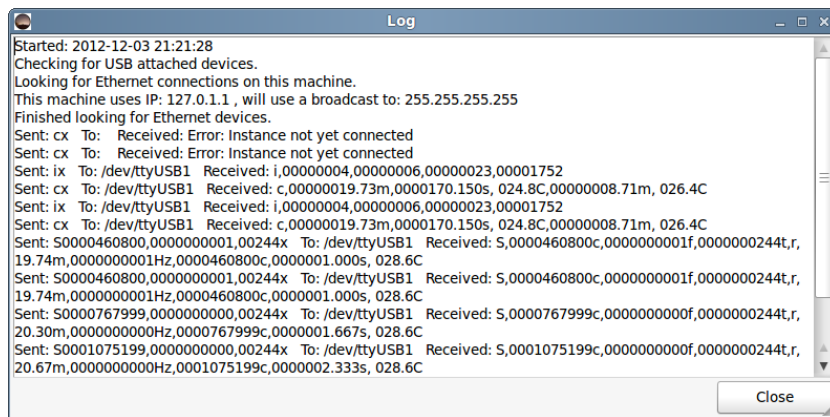 Log
Started: 2012-12-03 21:21:28
Checking for USB attached devices.
Looking for Ethernet connections on this machine.
This machine uses IP: 127.0.1.1 , will use a broadcast to: 255.255.255.255
Finished looking for Ethernet devices.
Sent: cx   To:    Received: Error: Instance not yet connected
Sent: cx   To:    Received: Error: Instance not yet connected
Sent: ix   To: /dev/ttyUSB1   Received: i,00000004,00000006,00000023,00001752
Sent: cx   To: /dev/ttyUSB1   Received: c,00000019.73m,0000170.150s, 024.8C,00000008.71m, 026.4C
Sent: ix   To: /dev/ttyUSB1   Received: i,00000004,00000006,00000023,00001752
Sent: cx   To: /dev/ttyUSB1   Received: c,00000019.73m,0000170.150s, 024.8C,00000008.71m, 026.4C
Sent: S0000460800,0000000001,00244x   To: /dev/ttyUSB1   Received: S,0000460800c,0000000001f,0000000244t,r,
19.74m,0000000001Hz,0000460800c,0000001.000s, 028.6C
Sent: S0000460800,0000000001,00244x   To: /dev/ttyUSB1   Received: S,0000460800c,0000000001f,0000000244t,r,
19.74m,0000000001Hz,0000460800c,0000001.000s, 028.6C
Sent: S0000767999,0000000000,00244x   To: /dev/ttyUSB1   Received: S,0000767999c,0000000000f,0000000244t,r,
20.30m,0000000000Hz,0000767999c,0000001.667s, 028.6C
Sent: S0001075199,0000000000,00244x   To: /dev/ttyUSB1   Received: S,0001075199c,0000000000f,0000000244t,r,
20.67m,0000000000Hz,0001075199c,0000002.333s, 028.6C
Close